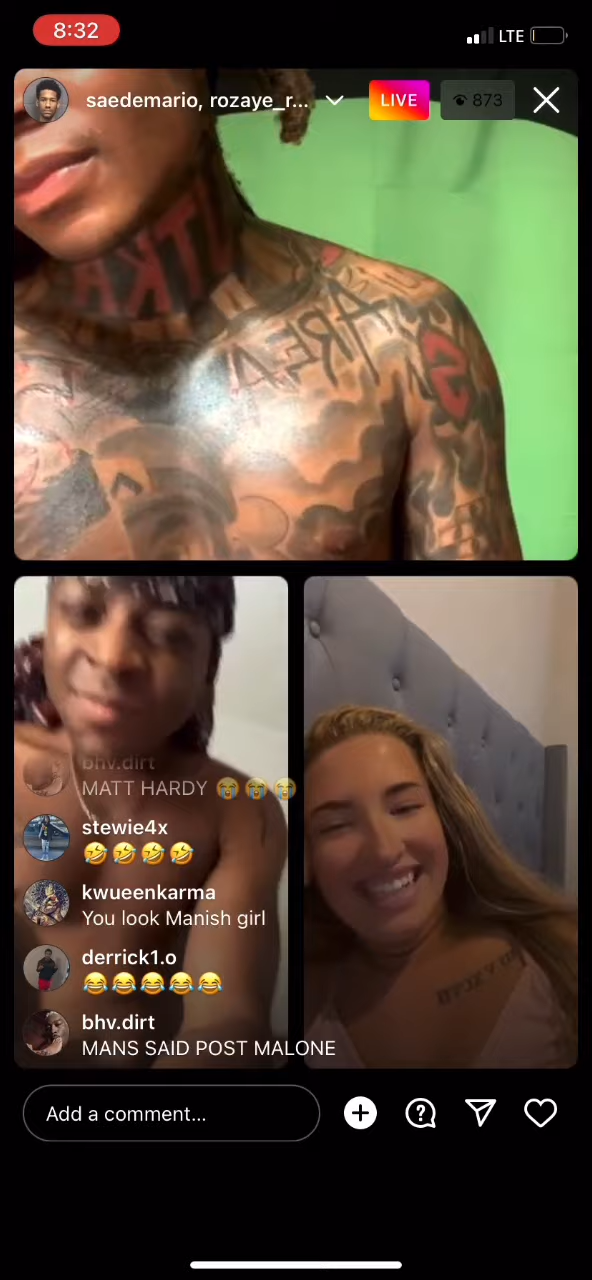 8:32
LTE
saedemario, rozaye_r...
LIVE
873
AREA
S
bhv.dirt
MATT HARDY 😭😭😭
stewie4x
🤣🤣🤣🤣
kwueenkarma
You look Manish girl
derrick1.o
😂😂😂😂😂
bhv.dirt
MANS SAID POST MALONE
Add a comment...